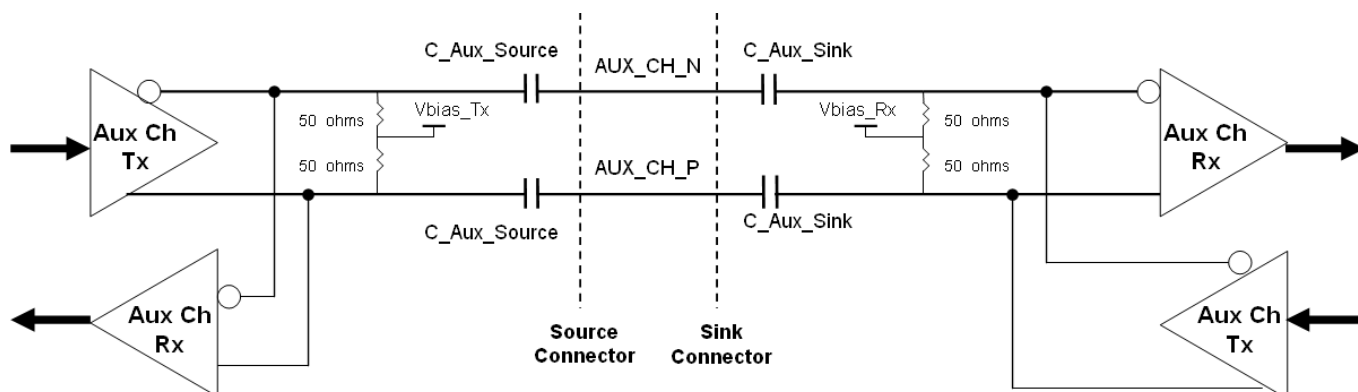 C_Aux_Source
AUX_CH_N
C_Aux_Sink
Aux Ch
Tx
50 ohms
Vbias_Tx
50 ohms
Vbias_Rx
50 ohms
50 ohms
Aux Ch
Rx
AUX_CH_P
C_Aux_Source
C_Aux_Sink
Aux Ch
Rx
Source
Connector
Sink
Connector
Aux Ch
Tx